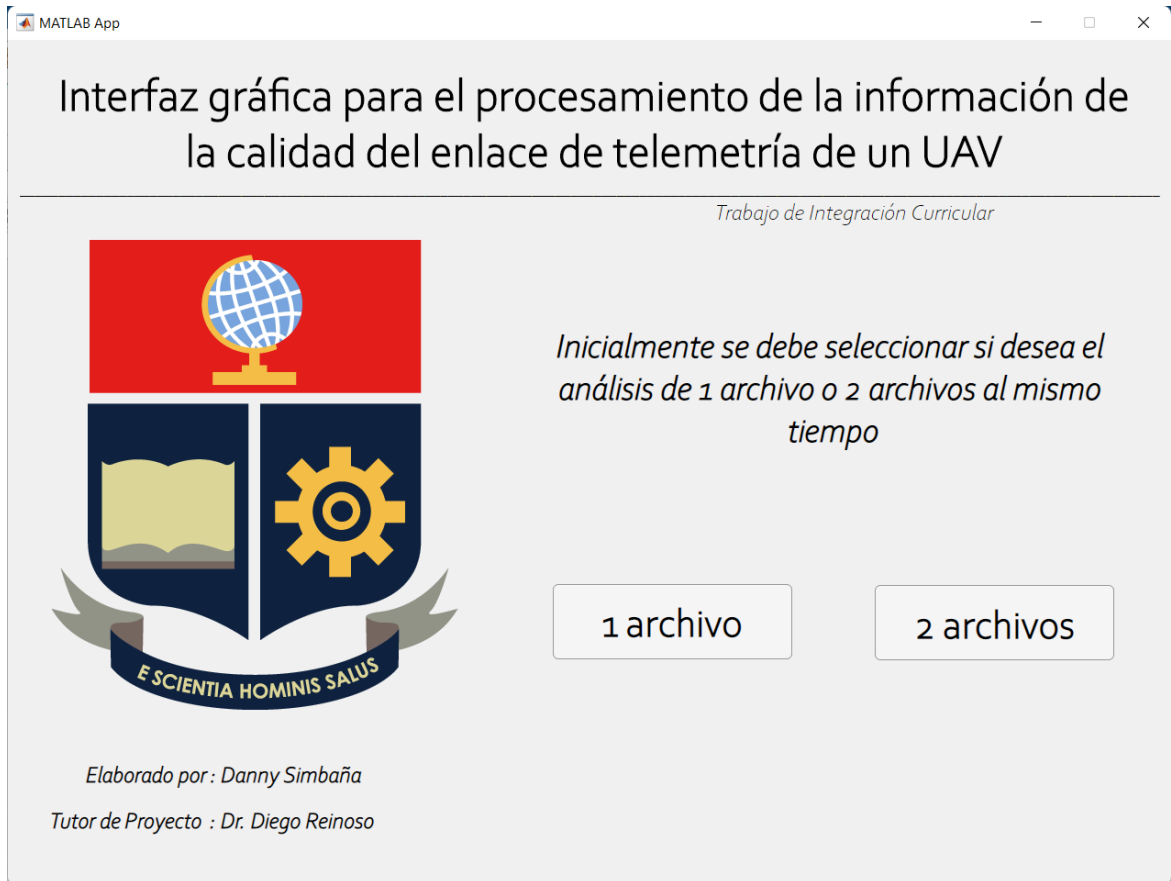 MATLAB App
Interfaz gráfica para el procesamiento de la información de
la calidad del enlace de telemetría de un UAV
Trabajo de Integración Curricular
Inicialmente se debe seleccionar si desea el
análisis de 1 archivo o 2 archivos al mismo
tiempo
1 archivo
2 archivos
E SCIENTIA HOMINIS SALUS
Elaborado por : Danny Simbaña
Tutor de Proyecto : Dr. Diego Reinoso